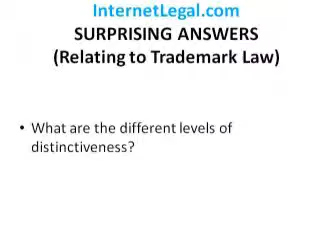 InternetLegal.com
SURPRISING ANSWERS
(Relating to Trademark Law)
• What are the different levels of
distinctiveness?